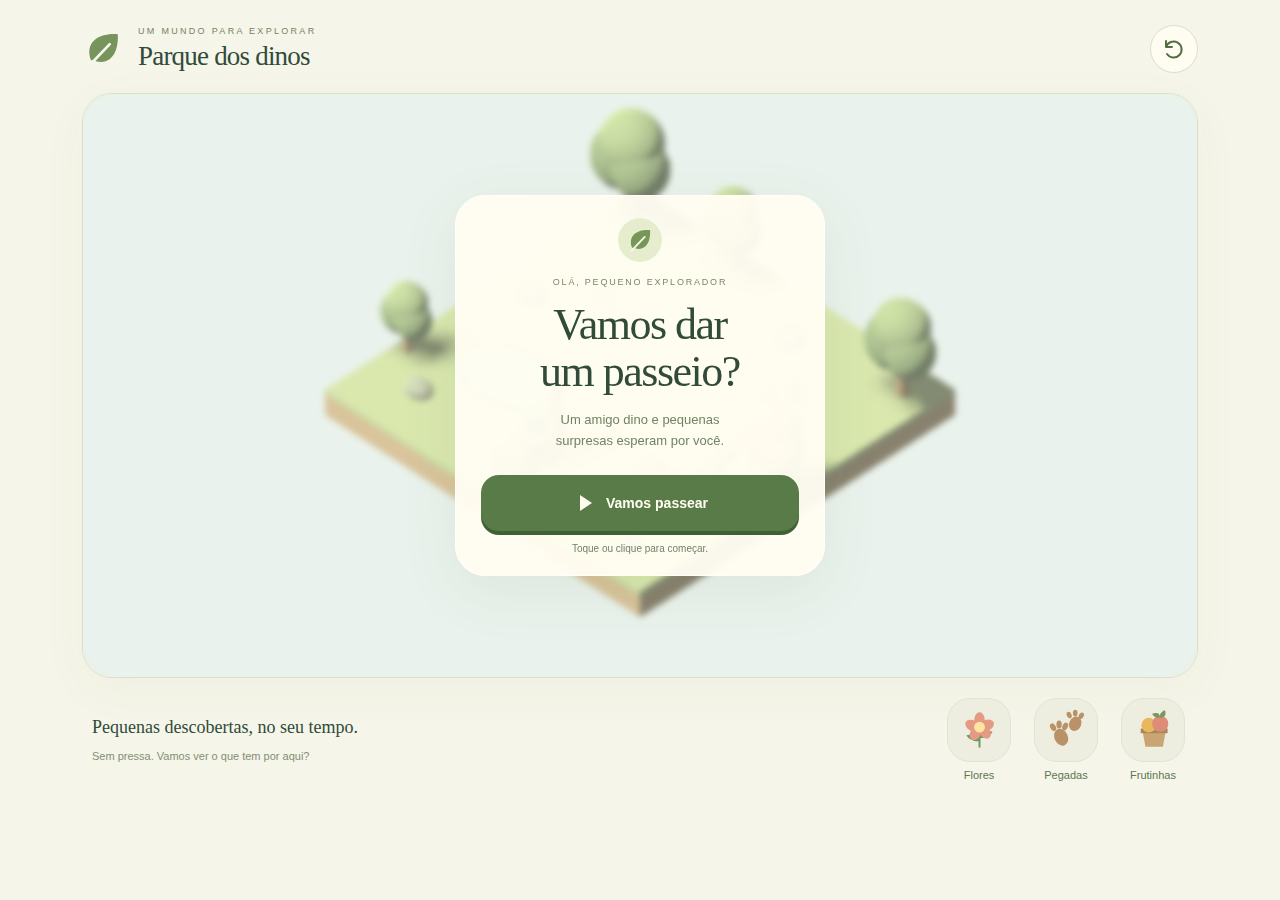 UM MUNDO PARA EXPLORAR
Parque dos dinos
OLÁ, PEQUENO EXPLORADOR
Vamos dar
um passeio?
Um amigo dino e pequenas
surpresas esperam por você.
Vamos passear
Toque ou clique para começar.
Pequenas descobertas, no seu tempo.
Sem pressa. Vamos ver o que tem por aqui?
Flores
Pegadas
Frutinhas